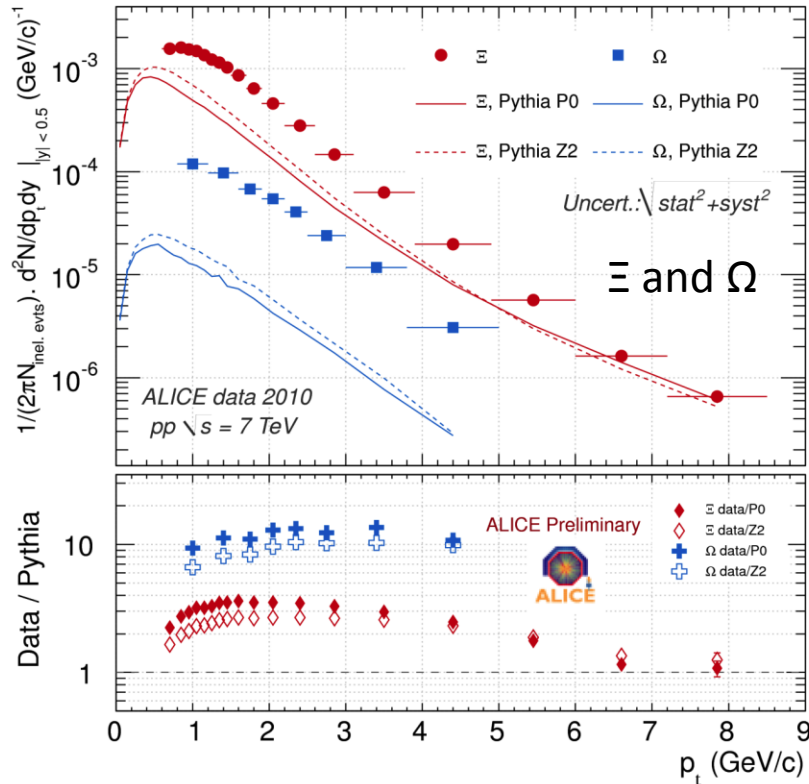 1/(2πN_inel. evts) . d²N/dp_t dy |_|y| < 0.5 (GeV/c)⁻¹
10⁻³
10⁻⁴
10⁻⁵
10⁻⁶
Ξ
Ω
Ξ, Pythia P0
Ω, Pythia P0
Ξ, Pythia Z2
Ω, Pythia Z2
Uncert.:√stat²+syst²
Ξ and Ω
ALICE data 2010
pp √s = 7 TeV
Data / Pythia
10
1
ALICE Preliminary
ALICE
Ξ data/P0
Ξ data/Z2
Ω data/P0
Ω data/Z2
0 1 2 3 4 5 6 7 8 9
p_t (GeV/c)